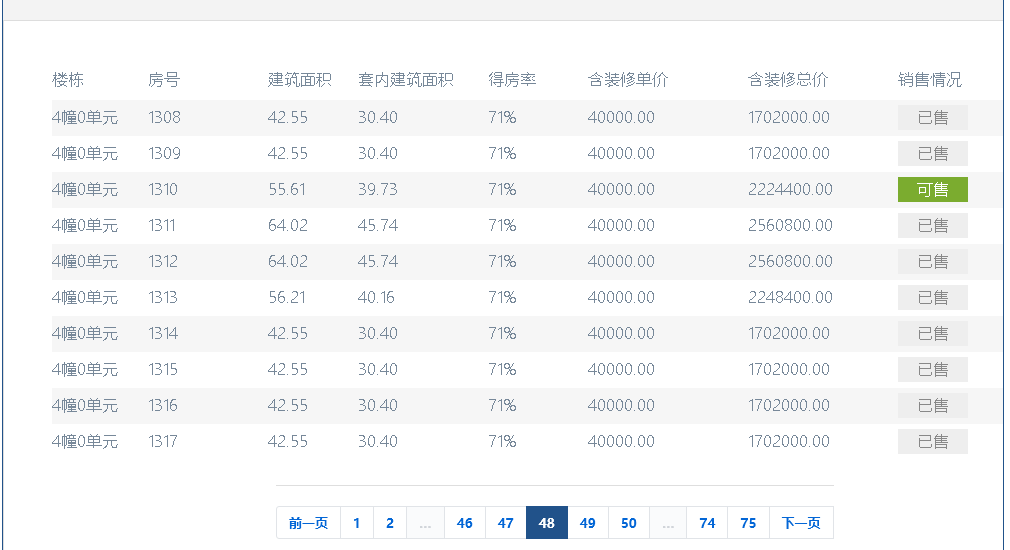 楼栋 房号 建筑面积 套内建筑面积 得房率 含装修单价 含装修总价 销售情况
4幢0单元 1308 42.55 30.40 71% 40000.00 1702000.00 已售
4幢0单元 1309 42.55 30.40 71% 40000.00 1702000.00 已售
4幢0单元 1310 55.61 39.73 71% 40000.00 2224400.00 可售
4幢0单元 1311 64.02 45.74 71% 40000.00 2560800.00 已售
4幢0单元 1312 64.02 45.74 71% 40000.00 2560800.00 已售
4幢0单元 1313 56.21 40.16 71% 40000.00 2248400.00 已售
4幢0单元 1314 42.55 30.40 71% 40000.00 1702000.00 已售
4幢0单元 1315 42.55 30.40 71% 40000.00 1702000.00 已售
4幢0单元 1316 42.55 30.40 71% 40000.00 1702000.00 已售
4幢0单元 1317 42.55 30.40 71% 40000.00 1702000.00 已售
前一页 1 2 ... 46 47 48 49 50 ... 74 75 下一页